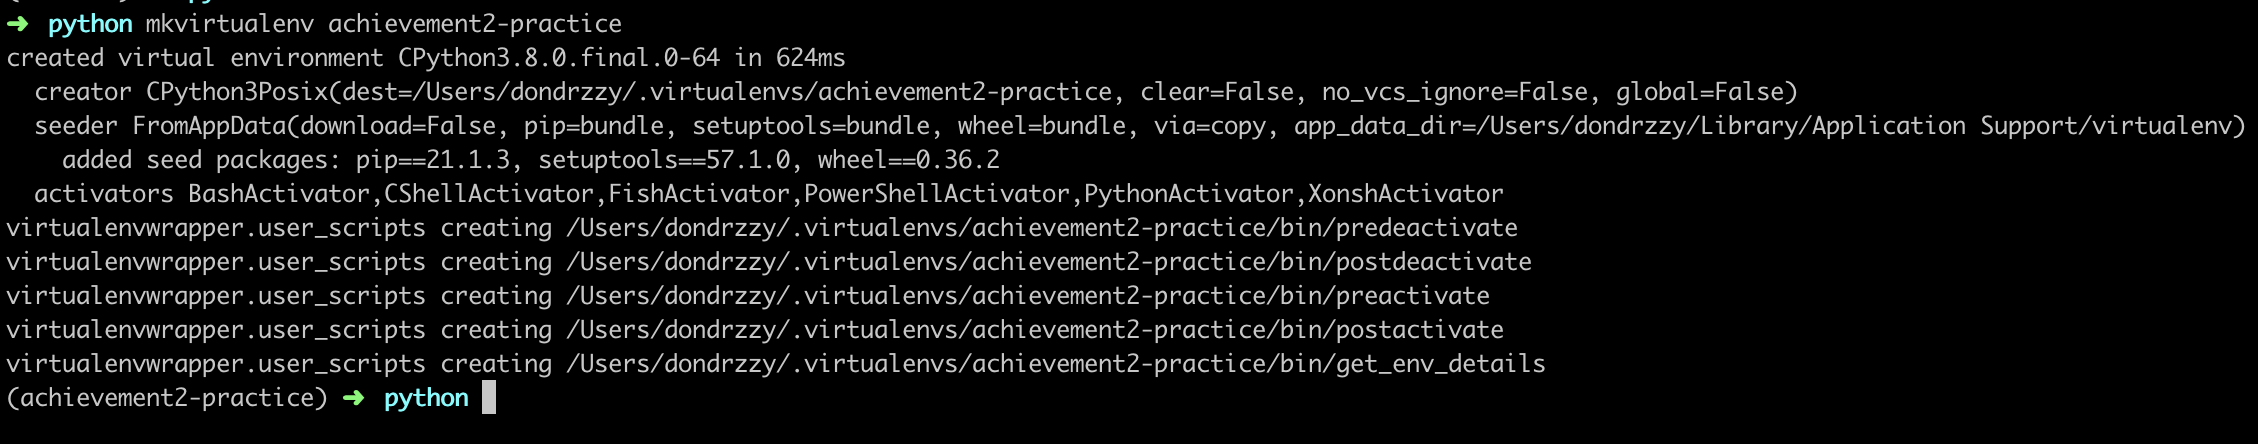 ➜ python mkvirtualenv achievement2-practice
created virtual environment CPython3.8.0.final.0-64 in 624ms
  creator CPython3Posix(dest=/Users/dondrzzy/.virtualenvs/achievement2-practice, clear=False, no_vcs_ignore=False, global=False)
  seeder FromAppData(download=False, pip=bundle, setuptools=bundle, wheel=bundle, via=copy, app_data_dir=/Users/dondrzzy/Library/Application Support/virtualenv)
    added seed packages: pip==21.1.3, setuptools==57.1.0, wheel==0.36.2
  activators BashActivator,CShellActivator,FishActivator,PowerShellActivator,PythonActivator,XonshActivator
virtualenvwrapper.user_scripts creating /Users/dondrzzy/.virtualenvs/achievement2-practice/bin/predeactivate
virtualenvwrapper.user_scripts creating /Users/dondrzzy/.virtualenvs/achievement2-practice/bin/postdeactivate
virtualenvwrapper.user_scripts creating /Users/dondrzzy/.virtualenvs/achievement2-practice/bin/preactivate
virtualenvwrapper.user_scripts creating /Users/dondrzzy/.virtualenvs/achievement2-practice/bin/postactivate
virtualenvwrapper.user_scripts creating /Users/dondrzzy/.virtualenvs/achievement2-practice/bin/get_env_details
(achievement2-practice) ➜ python